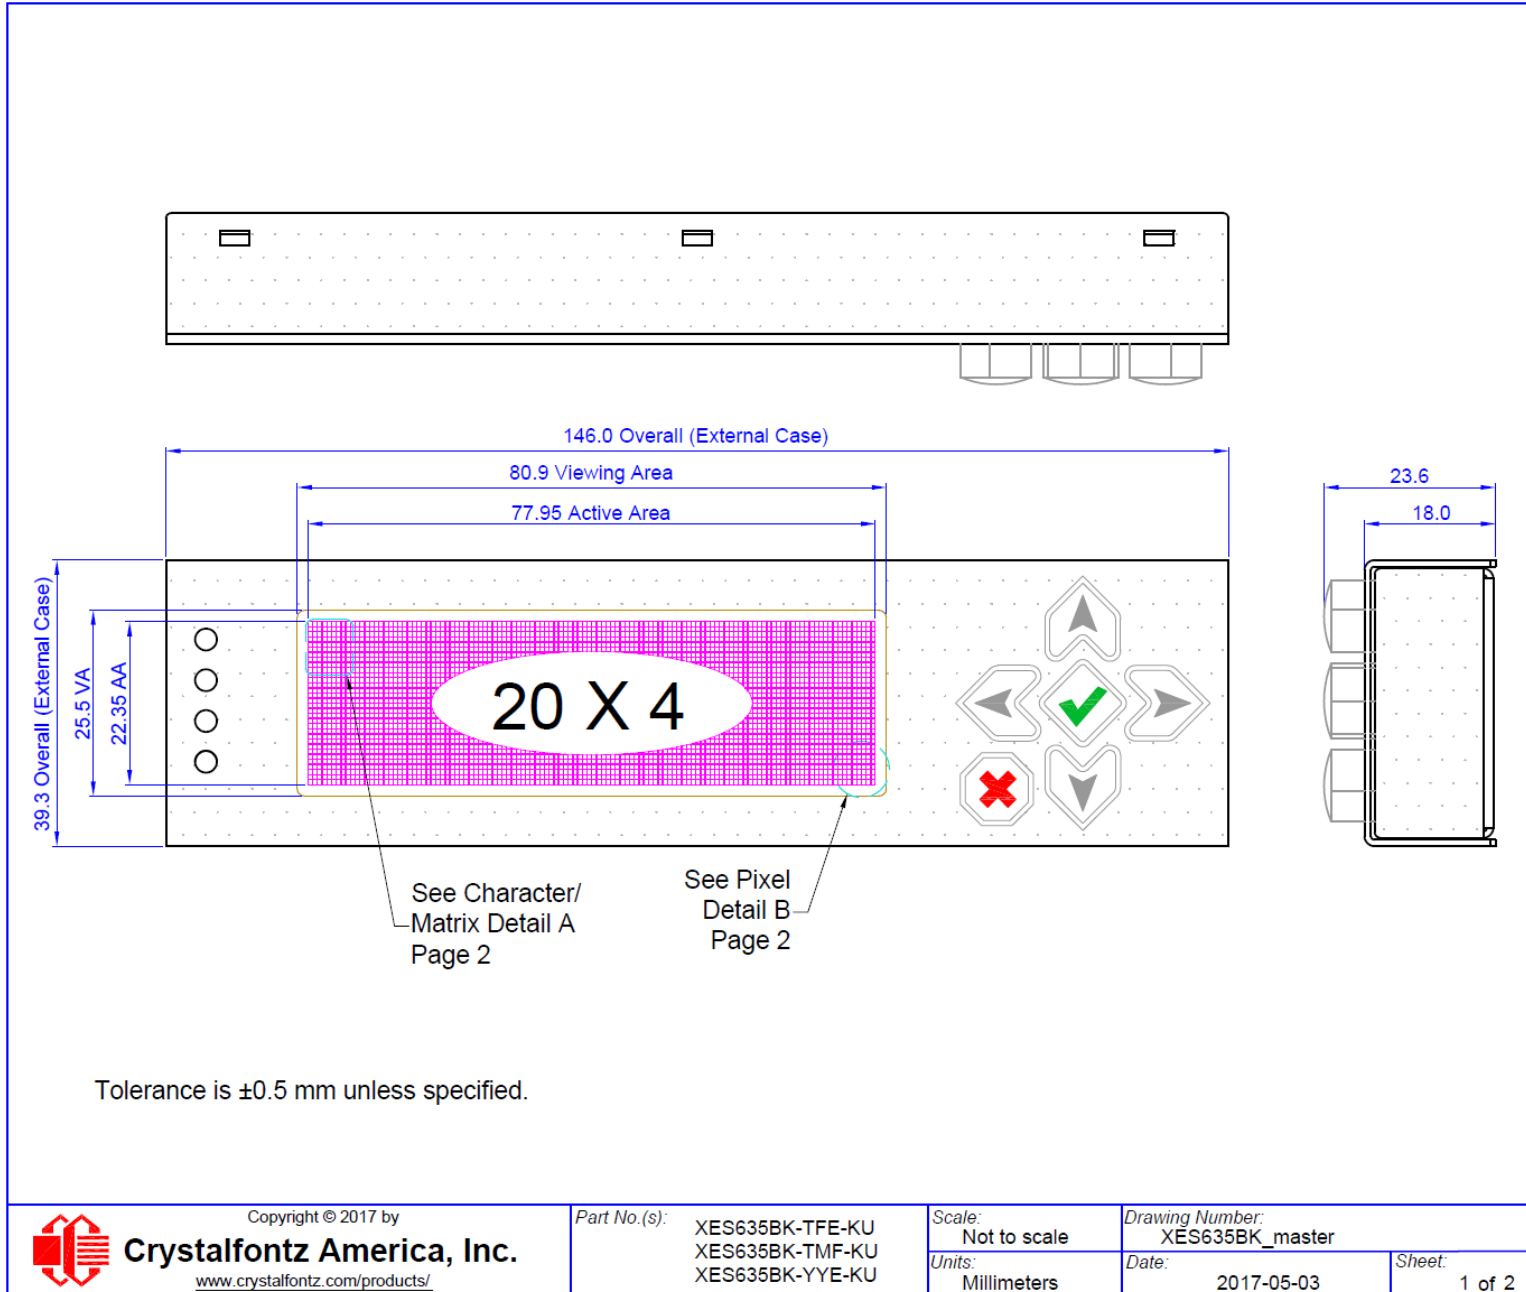 146.0 Overall (External Case)
80.9 Viewing Area
77.95 Active Area
23.6
18.0
39.3 Overall (External Case)
25.5 VA
22.35 AA
20 X 4
See Character/
Matrix Detail A
Page 2
See Pixel
Detail B
Page 2
Tolerance is ±0.5 mm unless specified.
Copyright © 2017 by
Crystalfontz America, Inc.
www.crystalfontz.com/products/
Part No.(s):
XES635BK-TFE-KU
XES635BK-TMF-KU
XES635BK-YYE-KU
Scale:
Not to scale
Units:
Millimeters
Drawing Number:
XES635BK_master
Date:
2017-05-03
Sheet:
1 of 2